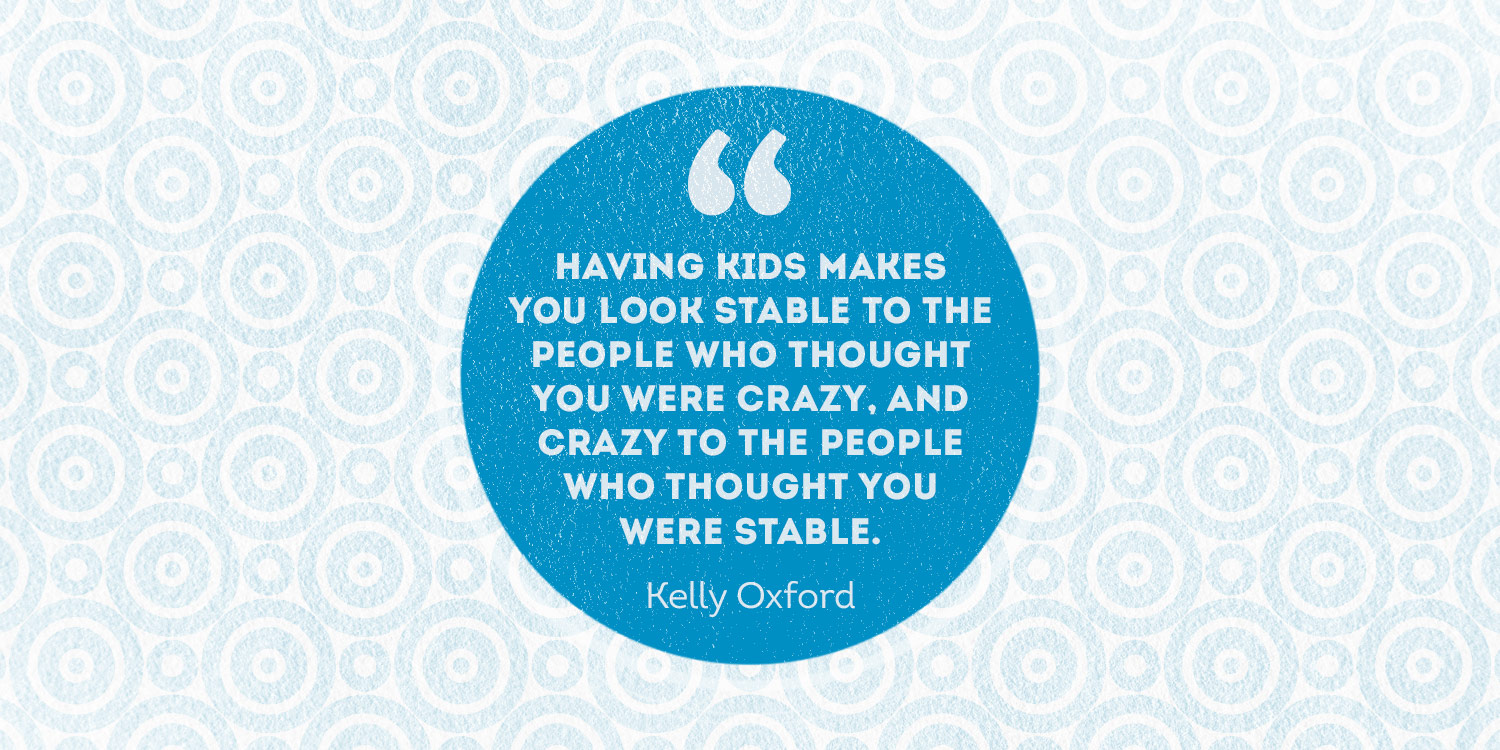 “
HAVING KIDS MAKES
YOU LOOK STABLE TO THE
PEOPLE WHO THOUGHT
YOU WERE CRAZY, AND
CRAZY TO THE PEOPLE
WHO THOUGHT YOU
WERE STABLE.
Kelly Oxford